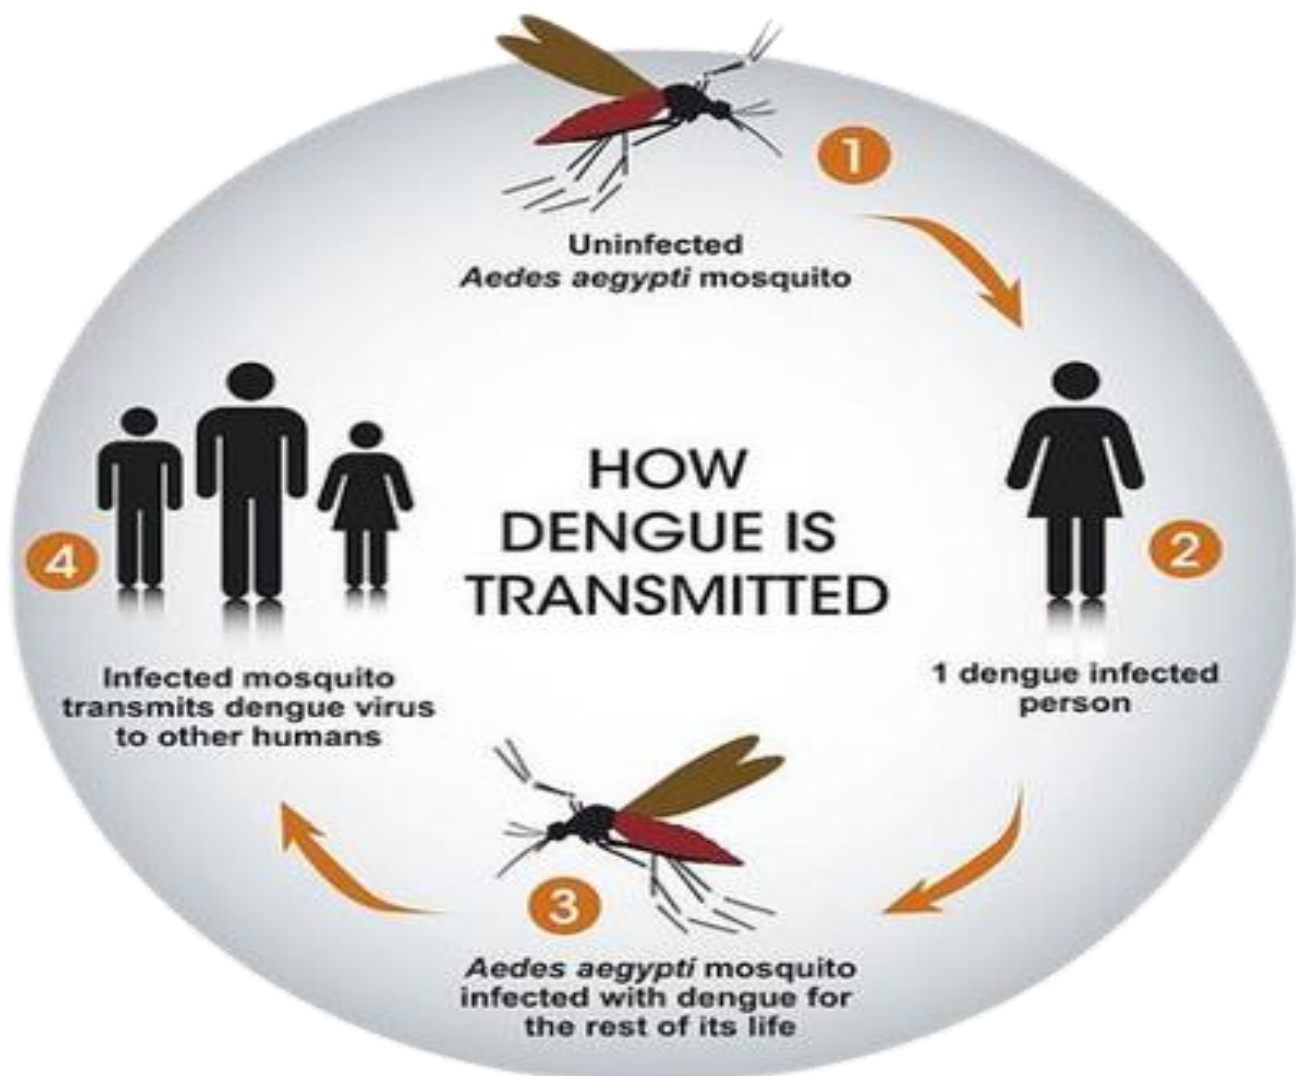 1
Uninfected
Aedes aegypti mosquito
HOW
DENGUE IS
TRANSMITTED
2
1 dengue infected
person
3
Aedes aegypti mosquito
infected with dengue for
the rest of its life
4
Infected mosquito
transmits dengue virus
to other humans